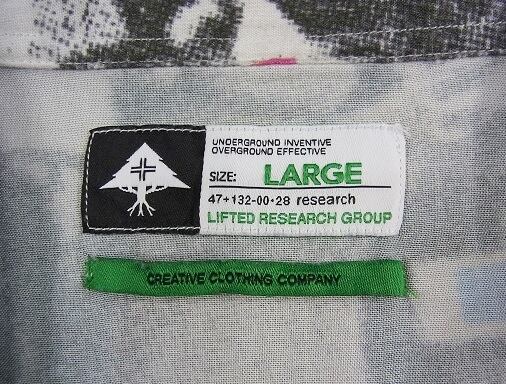 UNDERGROUND INVENTIVE
OVERGROUND EFFECTIVE
SIZE: LARGE
47+132-00•28 research
LIFTED RESEARCH GROUP
CREATIVE CLOTHING COMPANY